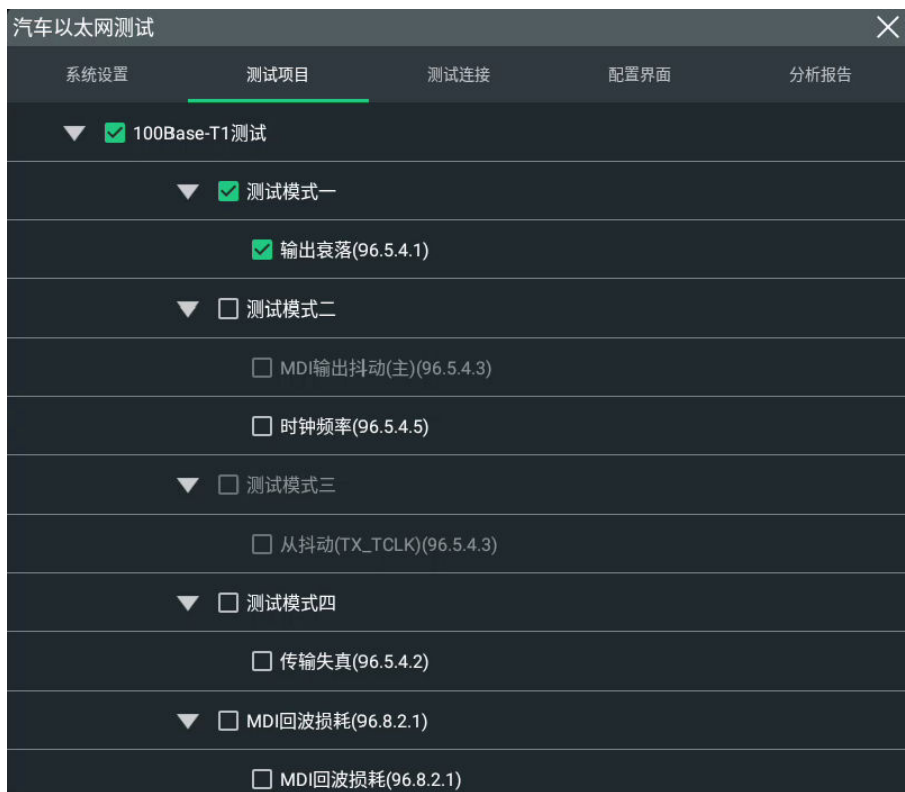 汽车以太网测试
系统设置 测试项目 测试连接 配置界面 分析报告
100Base-T1测试
测试模式一
输出衰落(96.5.4.1)
测试模式二
MDI输出抖动(主)(96.5.4.3)
时钟频率(96.5.4.5)
测试模式三
从抖动(TX_TCLK)(96.5.4.3)
测试模式四
传输失真(96.5.4.2)
MDI回波损耗(96.8.2.1)
MDI回波损耗(96.8.2.1)